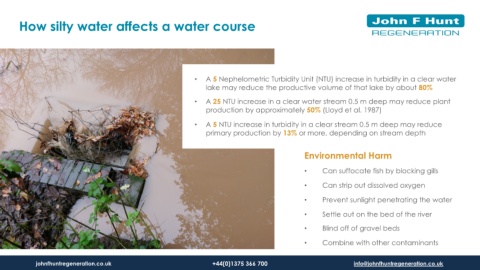 How silty water affects a water course
John F Hunt
REGENERATION
• A 5 Nephelometric Turbidity Unit (NTU) increase in turbidity in a clear water
lake may reduce the productive volume of that lake by about 80%
• A 25 NTU increase in a clear water stream 0.5 m deep may reduce plant
production by approximately 50% (Lloyd et al. 1987)
• A 5 NTU increase in turbidity in a clear stream 0.5 m deep may reduce
primary production by 13% or more, depending on stream depth
Environmental Harm
• Can suffocate fish by blocking gills
• Can strip out dissolved oxygen
• Prevent sunlight penetrating the water
• Settle out on the bed of the river
• Blind off of gravel beds
• Combine with other contaminants
johnfhuntregeneration.co.uk
+44(0)1375 366 700
info@johnfhuntregeneration.co.uk